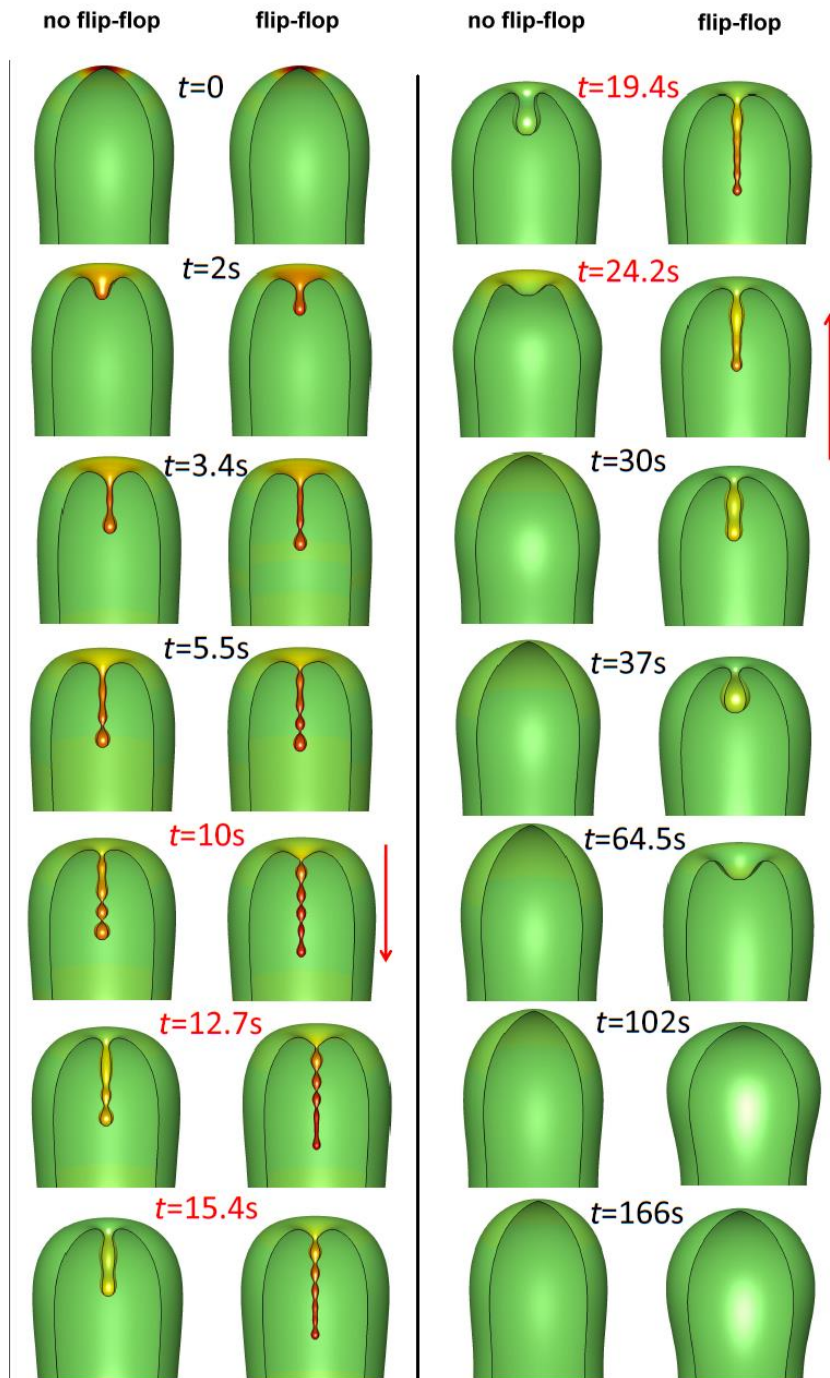 no flip-flop flip-flop
t=0
t=2s
t=3.4s
t=5.5s
t=10s
t=12.7s
t=15.4s
no flip-flop flip-flop
t=19.4s
t=24.2s
t=30s
t=37s
t=64.5s
t=102s
t=166s